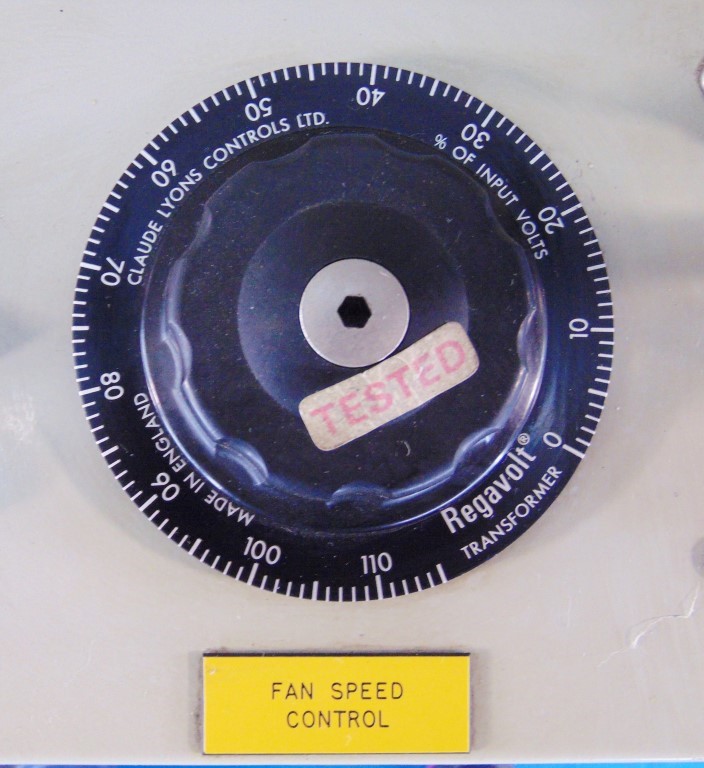 0
10
20
30
40
50
60
70
80
90
100
110
% OF INPUT VOLTS
CLAUDE LYONS CONTROLS LTD.
MADE IN ENGLAND
Regavolt®
TRANSFORMER
TESTED
FAN SPEED
CONTROL